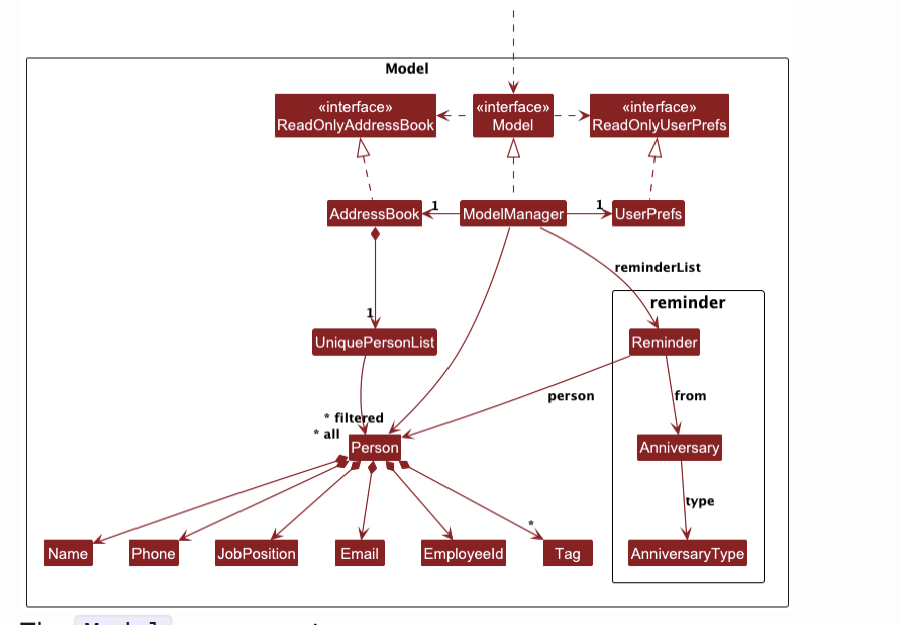 Model
«interface»
ReadOnlyAddressBook
«interface»
Model
«interface»
ReadOnlyUserPrefs
AddressBook
1
ModelManager
1
UserPrefs
reminderList
reminder
1
UniquePersonList
Reminder
person
from
* filtered
* all
Person
Anniversary
type
*
Name
Phone
JobPosition
Email
EmployeeId
Tag
AnniversaryType